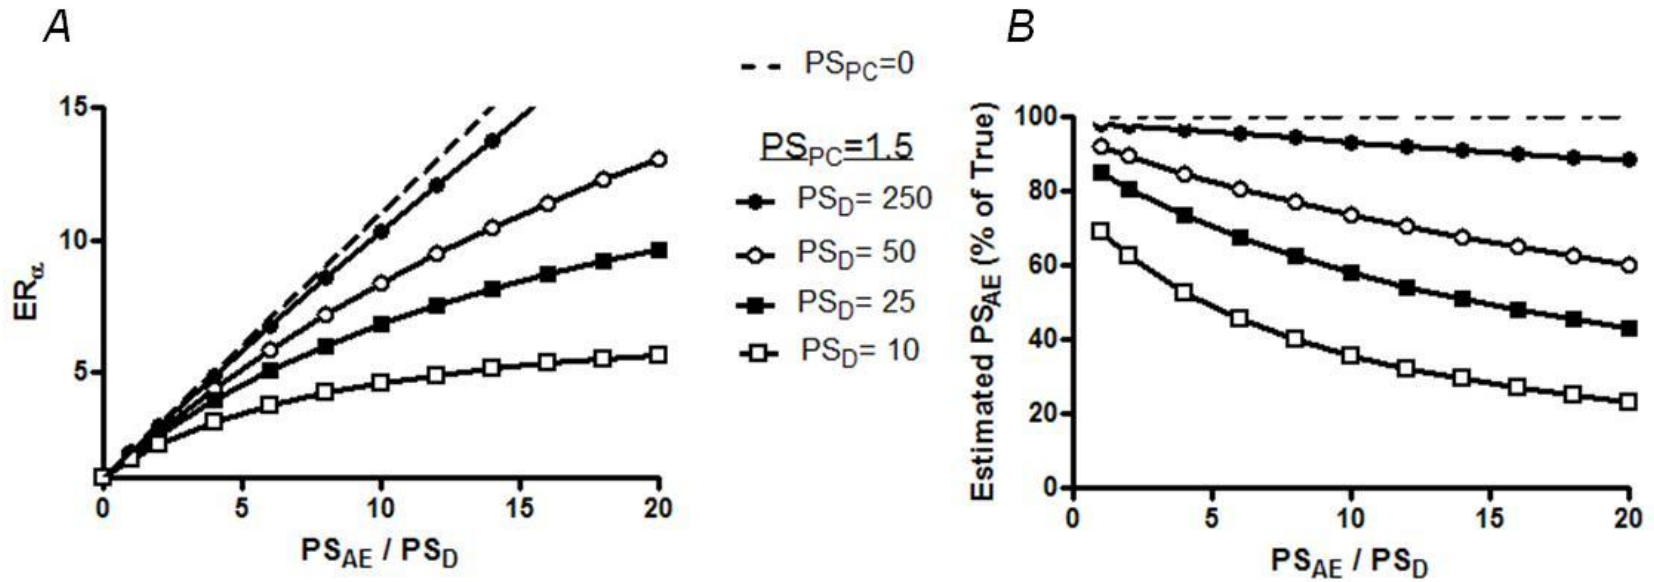 A
15
10
5
ERα
0 5 10 15 20
PSAE / PSD
PSPC=0
PSPC=1.5
PSD= 250
PSD= 50
PSD= 25
PSD= 10
B
100
80
60
40
20
0
Estimated PSAE (% of True)
0 5 10 15 20
PSAE / PSD